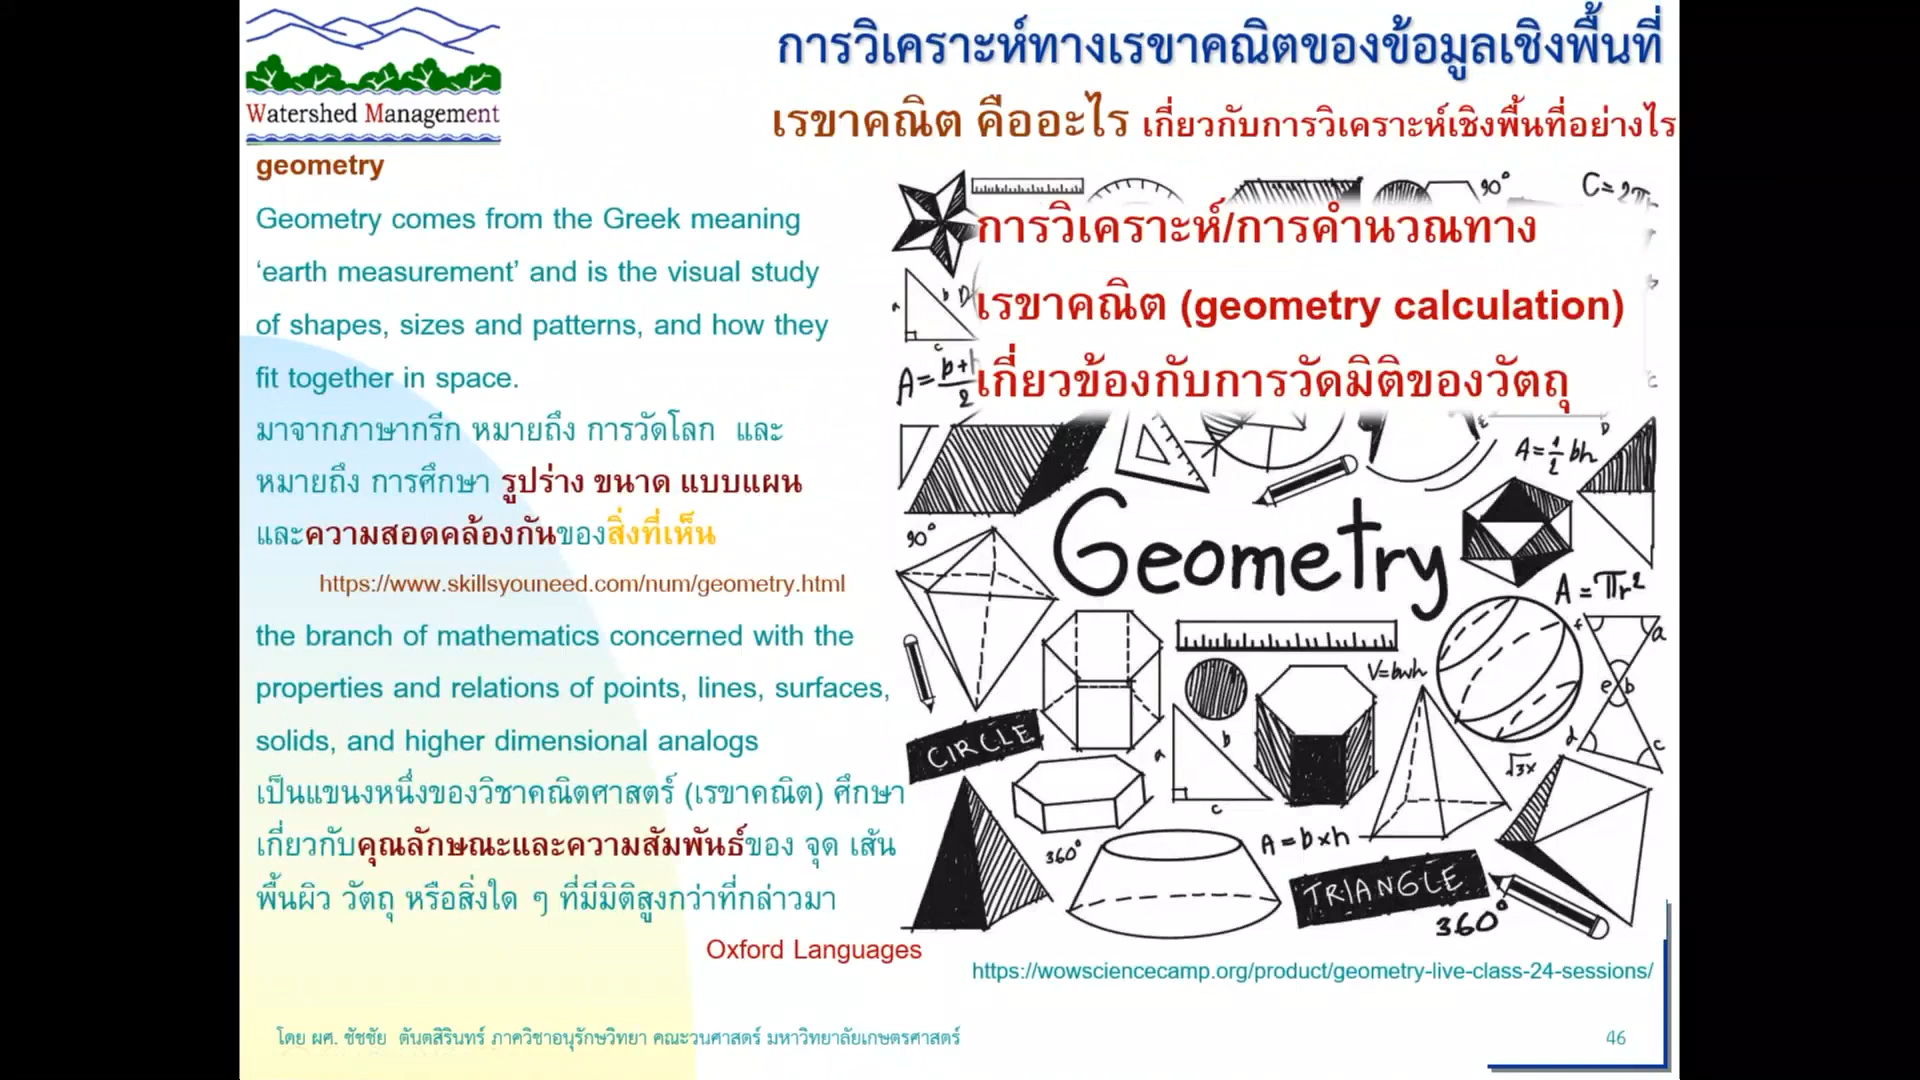 การวิเคราะห์ทางเรขาคณิตของข้อมูลเชิงพื้นที่
Watershed Management
เรขาคณิต คืออะไร เกี่ยวกับการวิเคราะห์เชิงพื้นที่อย่างไร
geometry
Geometry comes from the Greek meaning
‘earth measurement’ and is the visual study
of shapes, sizes and patterns, and how they
fit together in space.
มาจากภาษากรีก หมายถึง การวัดโลก และ
หมายถึง การศึกษา รูปร่าง ขนาด แบบแผน
และความสอดคล้องกันของสิ่งที่เห็น
https://www.skillsyouneed.com/num/geometry.html
the branch of mathematics concerned with the
properties and relations of points, lines, surfaces,
solids, and higher dimensional analogs
เป็นแขนงหนึ่งของวิชาคณิตศาสตร์ (เรขาคณิต) ศึกษา
เกี่ยวกับคุณลักษณะและความสัมพันธ์ของ จุด เส้น
พื้นผิว วัตถุ หรือสิ่งใด ๆ ที่มีมิติสูงกว่าที่กล่าวมา
Oxford Languages
90°
การวิเคราะห์/การคำนวณทาง
เรขาคณิต (geometry calculation)
เกี่ยวข้องกับการวัดมิติของวัตถุ
a
b
c
A=½ bh
Geometry
90°
A=πr²
V=bwh
a
e b
d
c
CIRCLE
a
b
c
√3x
A=b×h
360°
TRIANGLE
360°
https://wowsciencecamp.org/product/geometry-live-class-24-sessions/
โดย ผศ. ชัชชัย ตันตสิรินทร์ ภาควิชาอนุรักษวิทยา คณะวนศาสตร์ มหาวิทยาลัยเกษตรศาสตร์
46